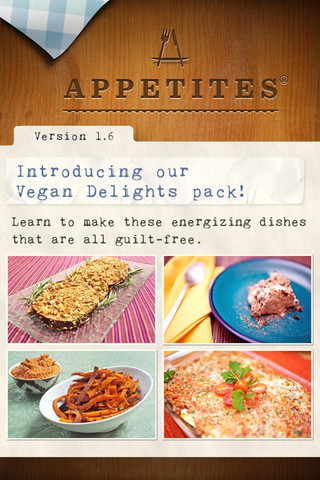 APPETITES©
Version 1.6
Introducing our
Vegan Delights pack!
Learn to make these energizing dishes
that are all guilt-free.